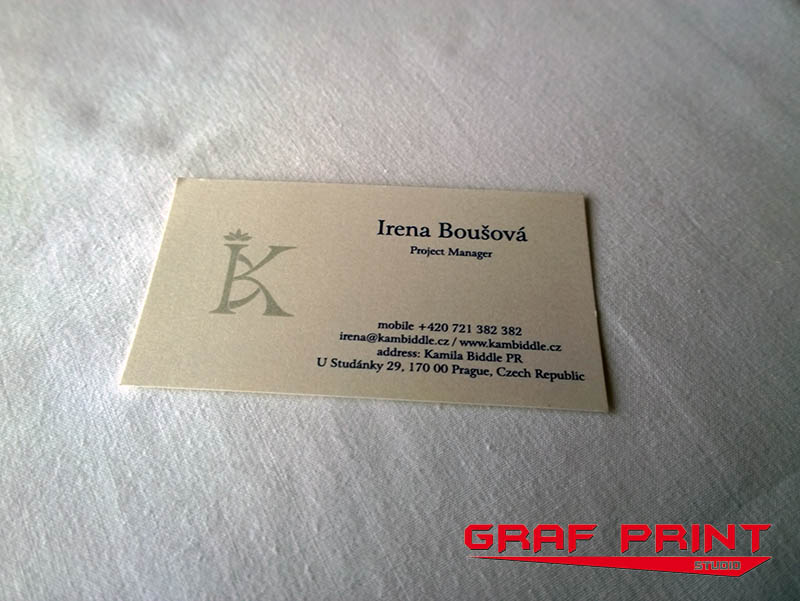 K
Irena Boušová
Project Manager
mobile +420 721 382 382
irena@kambiddle.cz / www.kambiddle.cz
address: Kamila Biddle PR
U Studánky 29, 170 00 Prague, Czech Republic
GRAF PRINT
STUDIO